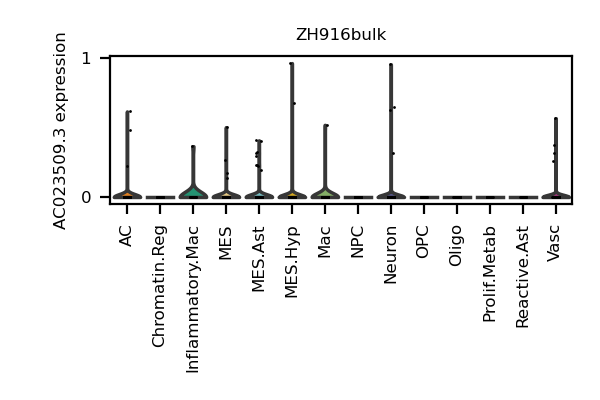 ZH916bulk
AC023509.3 expression
1
0
AC
Chromatin.Reg
Inflammatory.Mac
MES
MES.Ast
MES.Hyp
Mac
NPC
Neuron
OPC
Oligo
Prolif.Metab
Reactive.Ast
Vasc